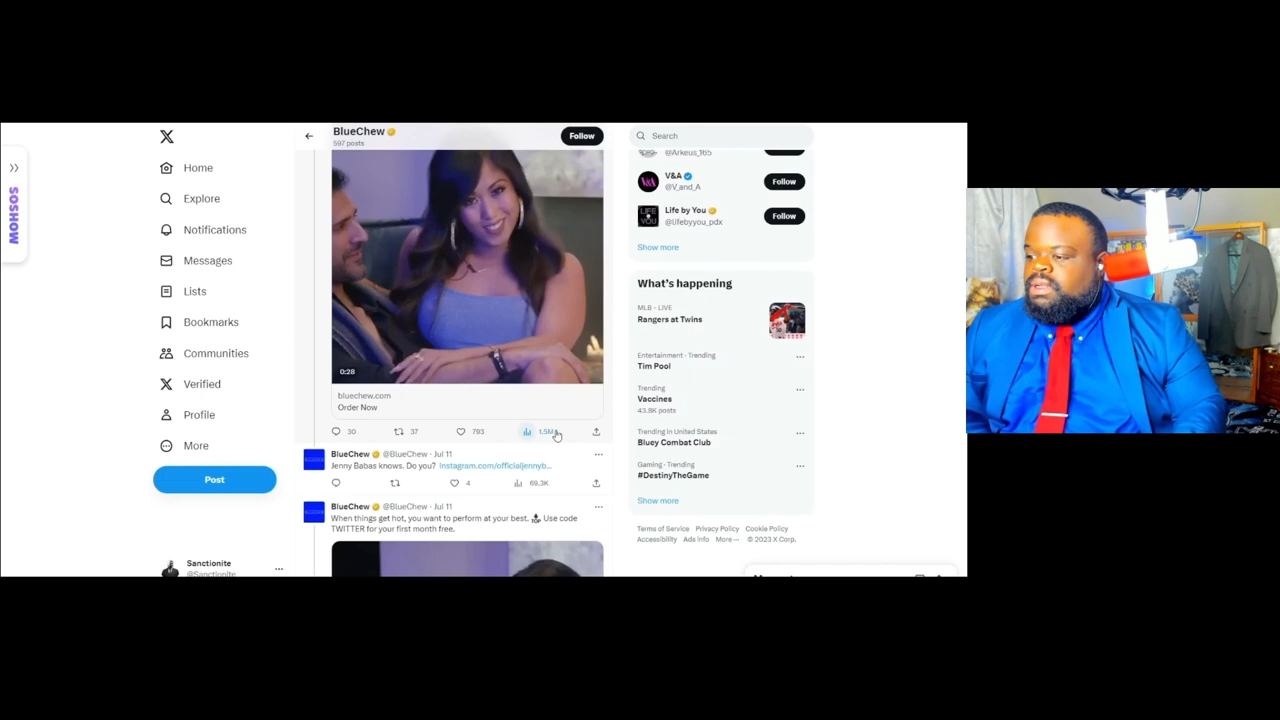 SOSHOW
Home
Explore
Notifications
Messages
Lists
Bookmarks
Communities
Verified
Profile
More
Post
Sanctionite
@Sanctionite
BlueChew
597 posts
Follow
0:28
bluechew.com
Order Now
30 37 793 1.5M
BlueChew @BlueChew · Jul 11
Jenny Babas knows. Do you? Instagram.com/officialjennyb...
4 69.3K
BlueChew @BlueChew · Jul 11
When things get hot, you want to perform at your best. Use code
TWITTER for your first month free.
Search
@Arkeus_165
V&A
@V_and_A
Follow
Life by You
@lifebyyou_pdx
Follow
Show more
What's happening
MLB · LIVE
Rangers at Twins
Entertainment · Trending
Tim Pool
Trending
Vaccines
43.8K posts
Trending in United States
Bluey Combat Club
Gaming · Trending
#DestinyTheGame
Show more
Terms of Service Privacy Policy Cookie Policy
Accessibility Ads info More ··· © 2023 X Corp.